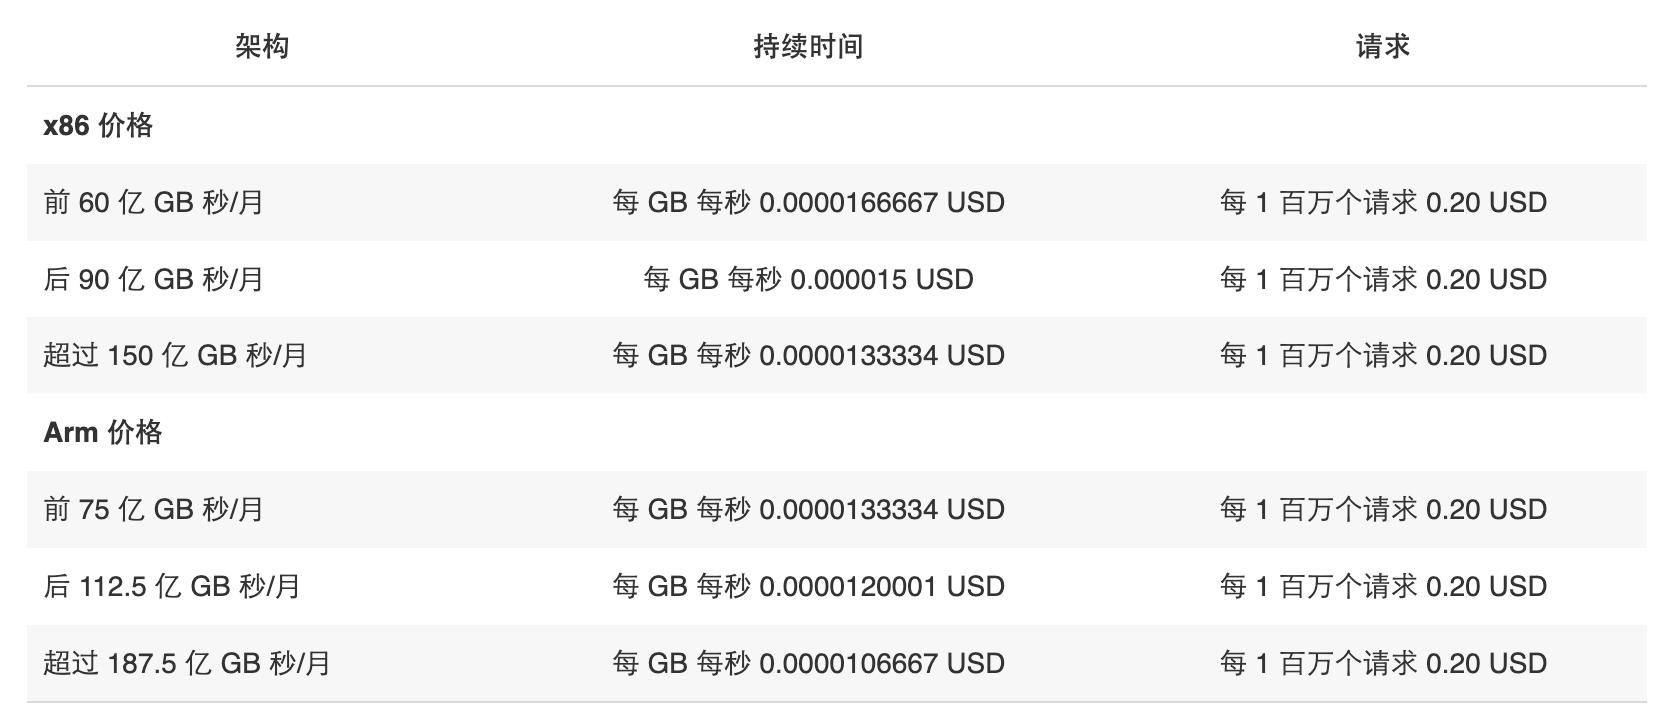 架构 持续时间 请求
x86 价格
前 60 亿 GB 秒/月 每 GB 每秒 0.0000166667 USD 每 1 百万个请求 0.20 USD
后 90 亿 GB 秒/月 每 GB 每秒 0.000015 USD 每 1 百万个请求 0.20 USD
超过 150 亿 GB 秒/月 每 GB 每秒 0.0000133334 USD 每 1 百万个请求 0.20 USD
Arm 价格
前 75 亿 GB 秒/月 每 GB 每秒 0.0000133334 USD 每 1 百万个请求 0.20 USD
后 112.5 亿 GB 秒/月 每 GB 每秒 0.0000120001 USD 每 1 百万个请求 0.20 USD
超过 187.5 亿 GB 秒/月 每 GB 每秒 0.0000106667 USD 每 1 百万个请求 0.20 USD